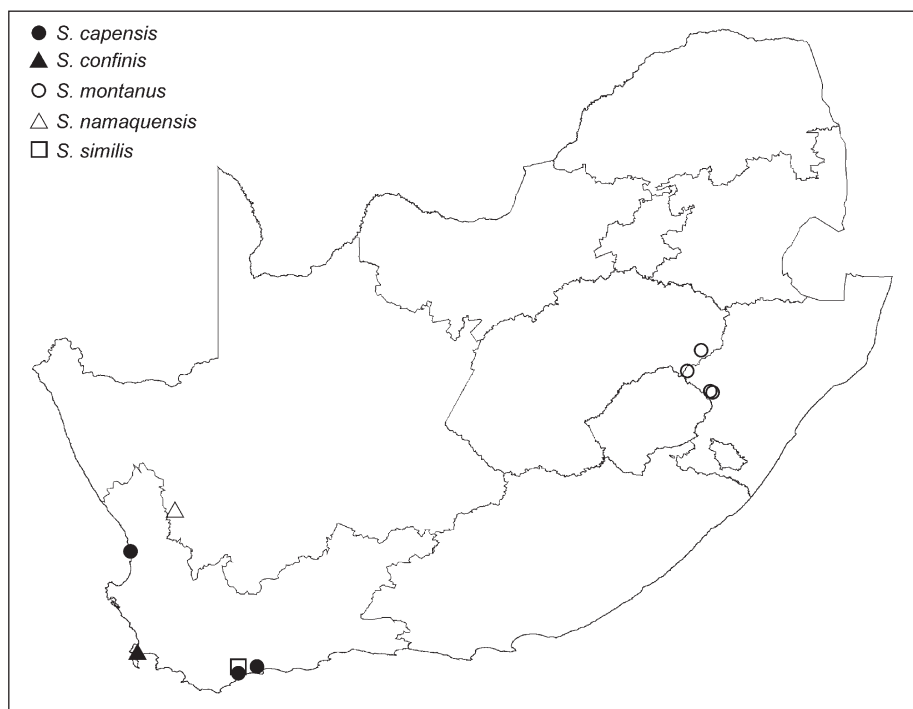 S. capensis
S. confinis
S. montanus
S. namaquensis
S. similis